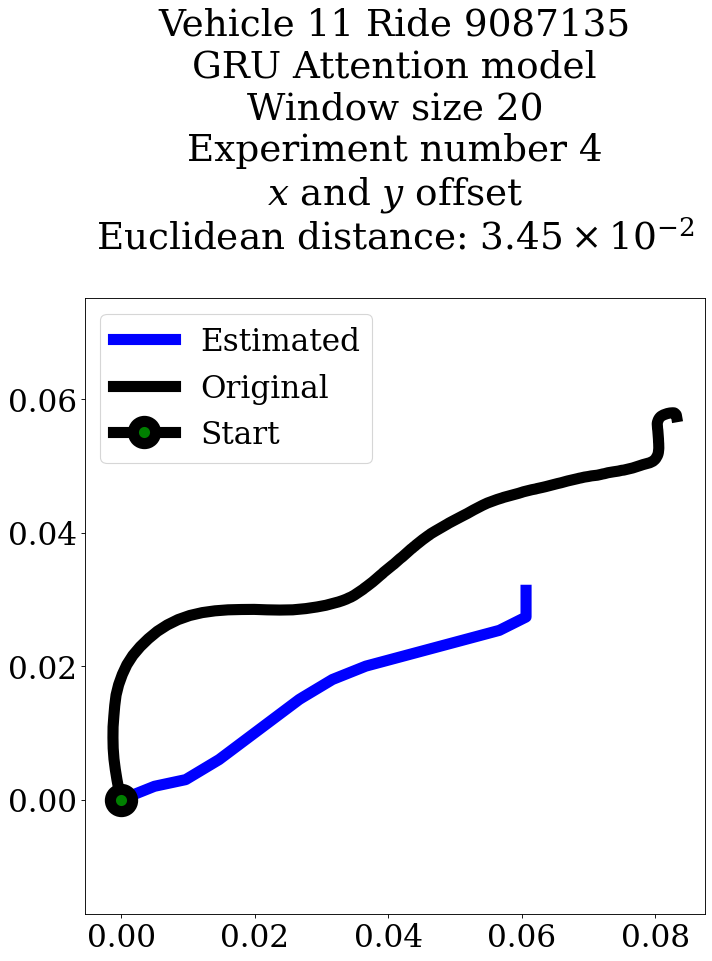 Vehicle 11 Ride 9087135
GRU Attention model
Window size 20
Experiment number 4
x and y offset
Euclidean distance: 3.45 × 10⁻²
Estimated
Original
Start
0.06
0.04
0.02
0.00
0.00 0.02 0.04 0.06 0.08